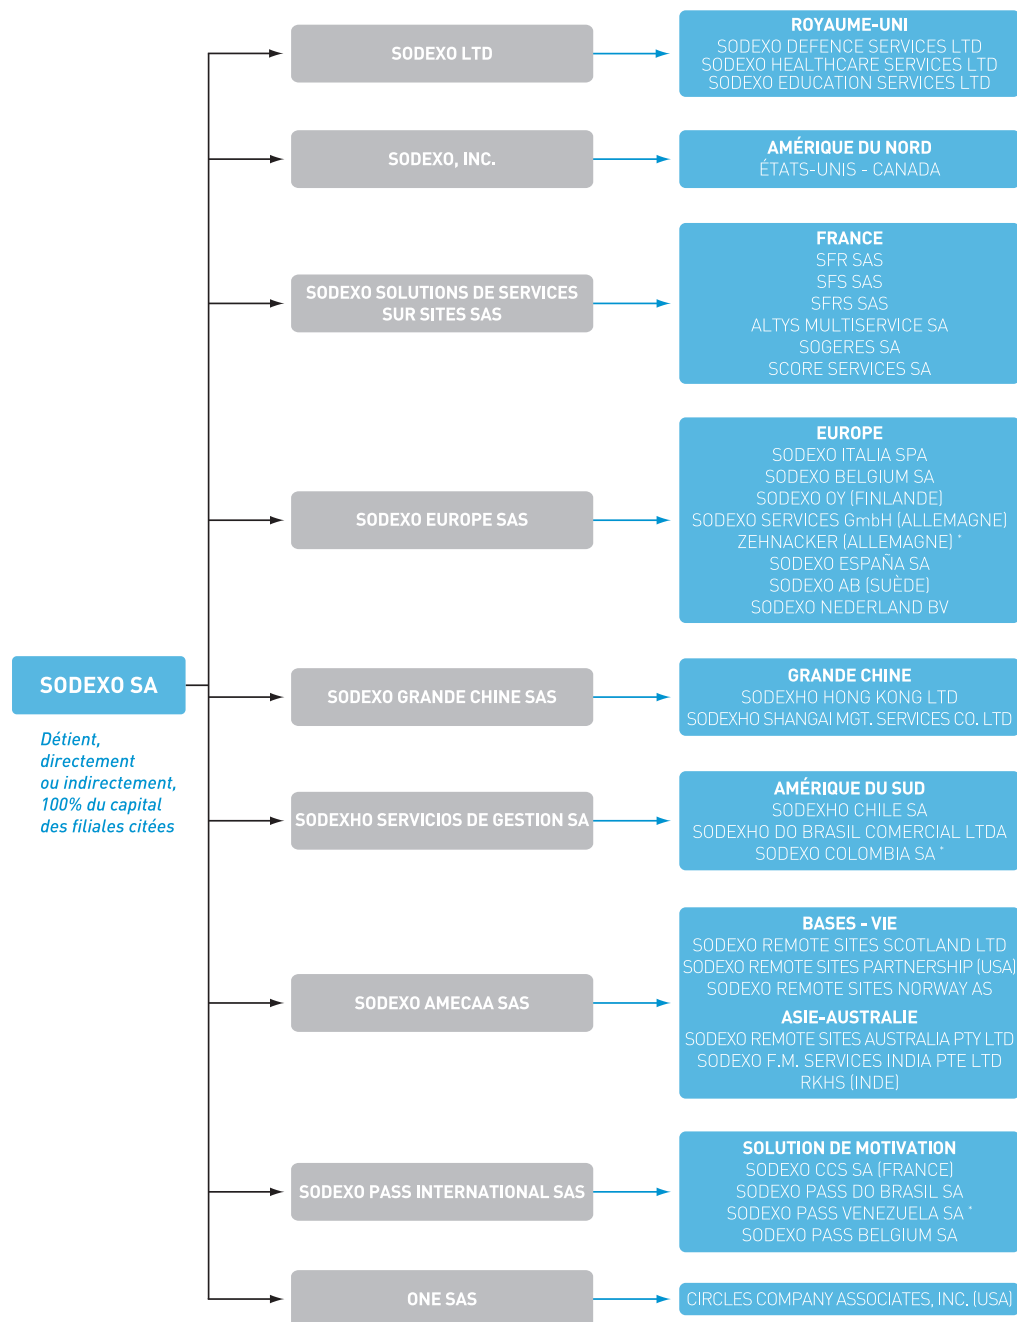 SODEXO SA
Détient,
directement
ou indirectement,
100% du capital
des filiales citées
SODEXO LTD
ROYAUME-UNI
SODEXO DEFENCE SERVICES LTD
SODEXO HEALTHCARE SERVICES LTD
SODEXO EDUCATION SERVICES LTD
SODEXO, INC.
AMÉRIQUE DU NORD
ÉTATS-UNIS - CANADA
SODEXO SOLUTIONS DE SERVICES
SUR SITES SAS
FRANCE
SFR SAS
SFS SAS
SFRS SAS
ALTYS MULTISERVICE SA
SOGERES SA
SCORE SERVICES SA
SODEXO EUROPE SAS
EUROPE
SODEXO ITALIA SPA
SODEXO BELGIUM SA
SODEXO OY (FINLANDE)
SODEXO SERVICES GmbH (ALLEMAGNE)
ZEHNACKER (ALLEMAGNE) *
SODEXO ESPAÑA SA
SODEXO AB (SUÈDE)
SODEXO NEDERLAND BV
SODEXO GRANDE CHINE SAS
GRANDE CHINE
SODEXHO HONG KONG LTD
SODEXHO SHANGAI MGT. SERVICES CO. LTD
SODEXHO SERVICIOS DE GESTION SA
AMÉRIQUE DU SUD
SODEXHO CHILE SA
SODEXHO DO BRASIL COMERCIAL LTDA
SODEXO COLOMBIA SA *
SODEXO AMECAA SAS
BASES - VIE
SODEXO REMOTE SITES SCOTLAND LTD
SODEXO REMOTE SITES PARTNERSHIP (USA)
SODEXO REMOTE SITES NORWAY AS
ASIE-AUSTRALIE
SODEXO REMOTE SITES AUSTRALIA PTY LTD
SODEXO F.M. SERVICES INDIA PTE LTD
RKHS (INDE)
SODEXO PASS INTERNATIONAL SAS
SOLUTION DE MOTIVATION
SODEXO CCS SA (FRANCE)
SODEXO PASS DO BRASIL SA
SODEXO PASS VENEZUELA SA *
SODEXO PASS BELGIUM SA
ONE SAS
CIRCLES COMPANY ASSOCIATES, INC. (USA)